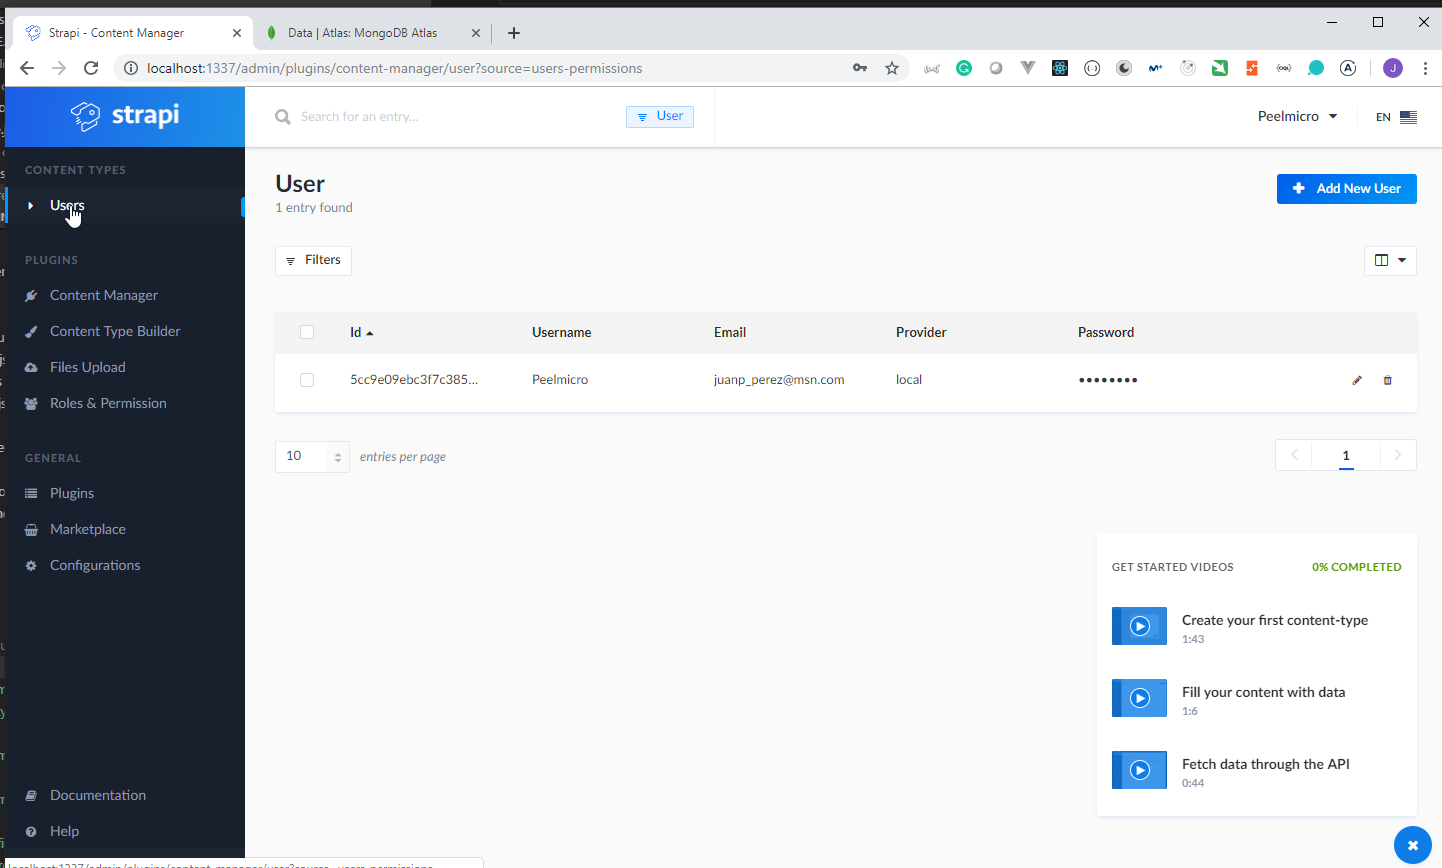 Strapi - Content Manager
Data | Atlas: MongoDB Atlas
localhost:1337/admin/plugins/content-manager/user?source=users-permissions
strapi
Search for an entry...
User
Peelmicro
EN
CONTENT TYPES
Users
PLUGINS
Content Manager
Content Type Builder
Files Upload
Roles & Permission
GENERAL
Plugins
Marketplace
Configurations
Documentation
Help
User
1 entry found
Add New User
Filters
Id Username Email Provider Password
5cc9e09ebc3f7c385... Peelmicro juanp_perez@msn.com local ••••••••
10 entries per page
1
GET STARTED VIDEOS 0% COMPLETED
Create your first content-type
1:43
Fill your content with data
1:6
Fetch data through the API
0:44